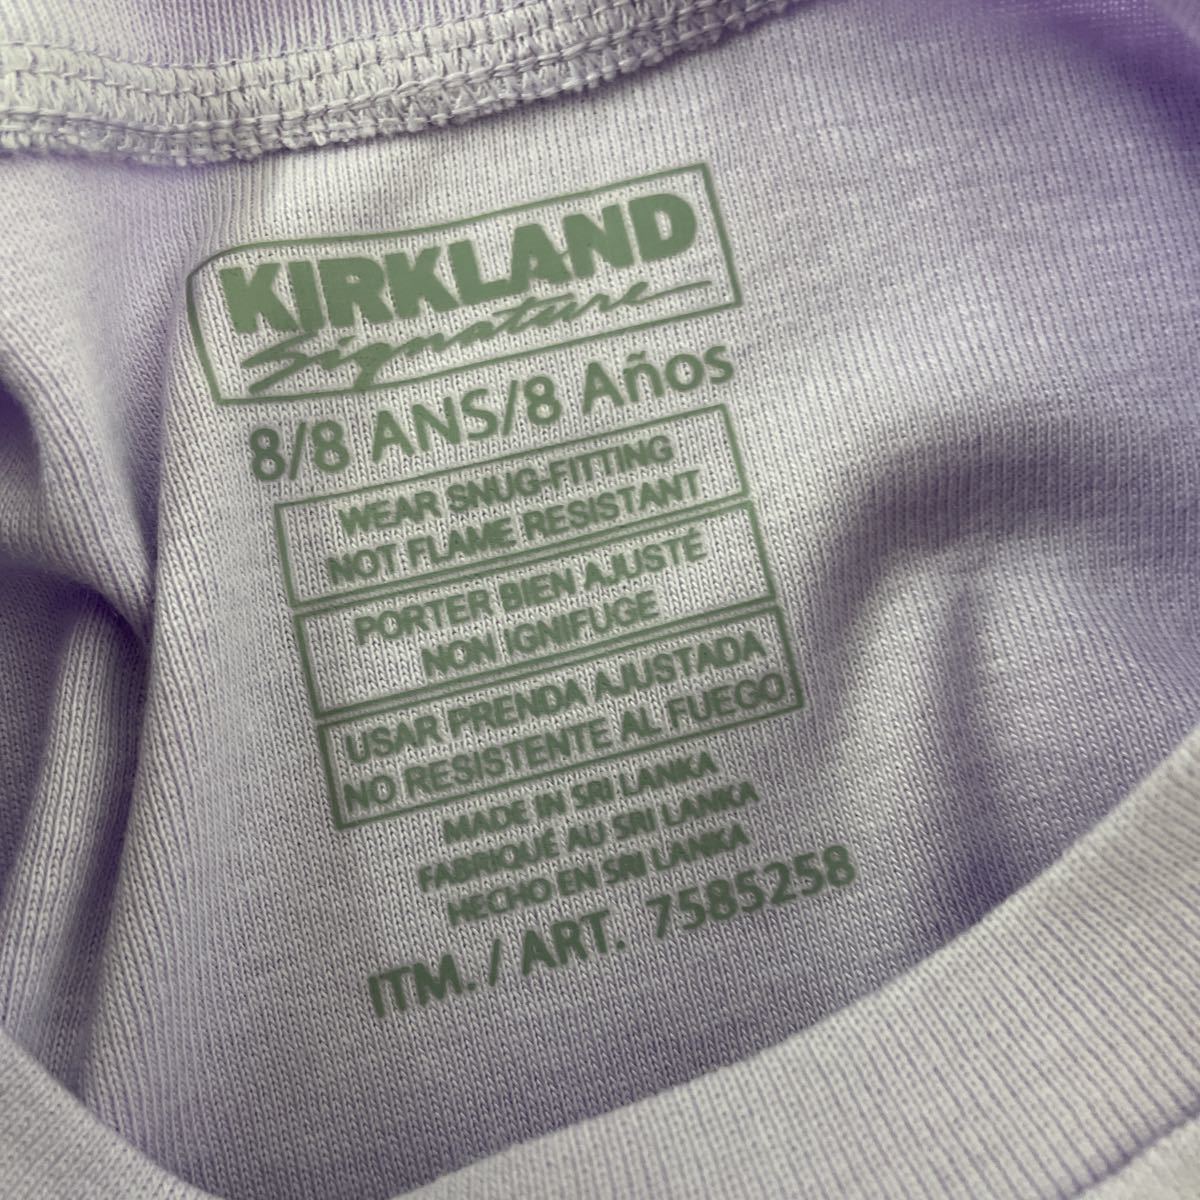 KIRKLAND
Signature
8/8 ANS/8 Años
WEAR SNUG-FITTING
NOT FLAME RESISTANT
PORTER BIEN AJUSTÉ
NON IGNIFUGE
USAR PRENDA AJUSTADA
NO RESISTENTE AL FUEGO
MADE IN SRI LANKA
FABRIQUÉ AU SRI LANKA
HECHO EN SRI LANKA
ITM. / ART. 7585258